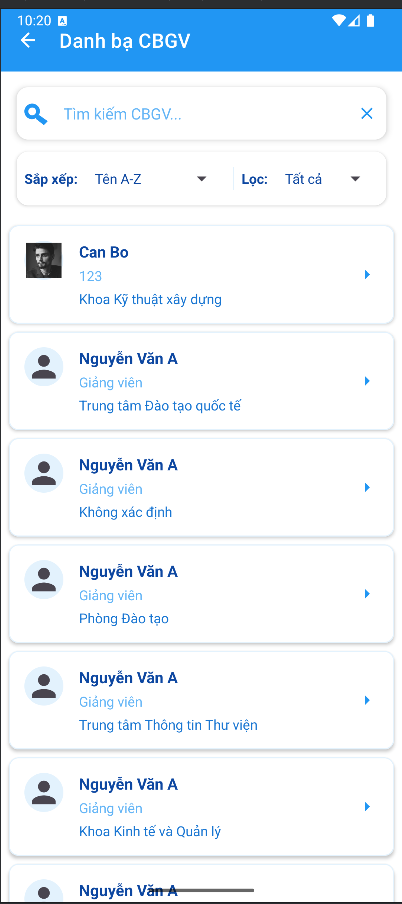 10:20 A
Danh bạ CBGV
Tìm kiếm CBGV...
Sắp xếp: Tên A-Z Lọc: Tất cả
Can Bo
123
Khoa Kỹ thuật xây dựng
Nguyễn Văn A
Giảng viên
Trung tâm Đào tạo quốc tế
Nguyễn Văn A
Giảng viên
Không xác định
Nguyễn Văn A
Giảng viên
Phòng Đào tạo
Nguyễn Văn A
Giảng viên
Trung tâm Thông tin Thư viện
Nguyễn Văn A
Giảng viên
Khoa Kinh tế và Quản lý
Nguyễn Văn A